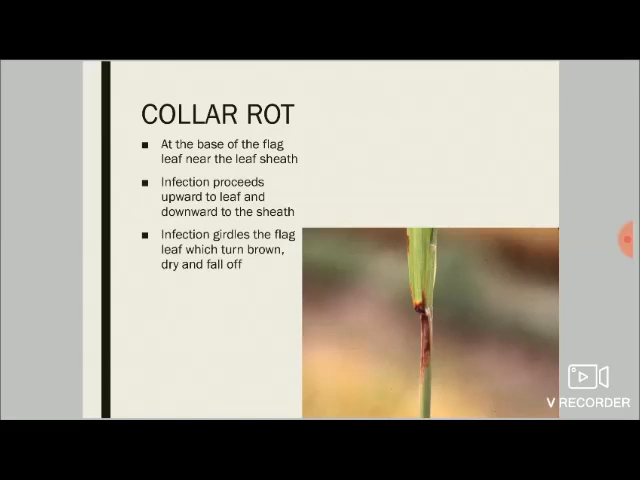 COLLAR ROT
■ At the base of the flag
leaf near the leaf sheath
■ Infection proceeds
upward to leaf and
downward to the sheath
■ Infection girdles the flag
leaf which turn brown,
dry and fall off
V RECORDER